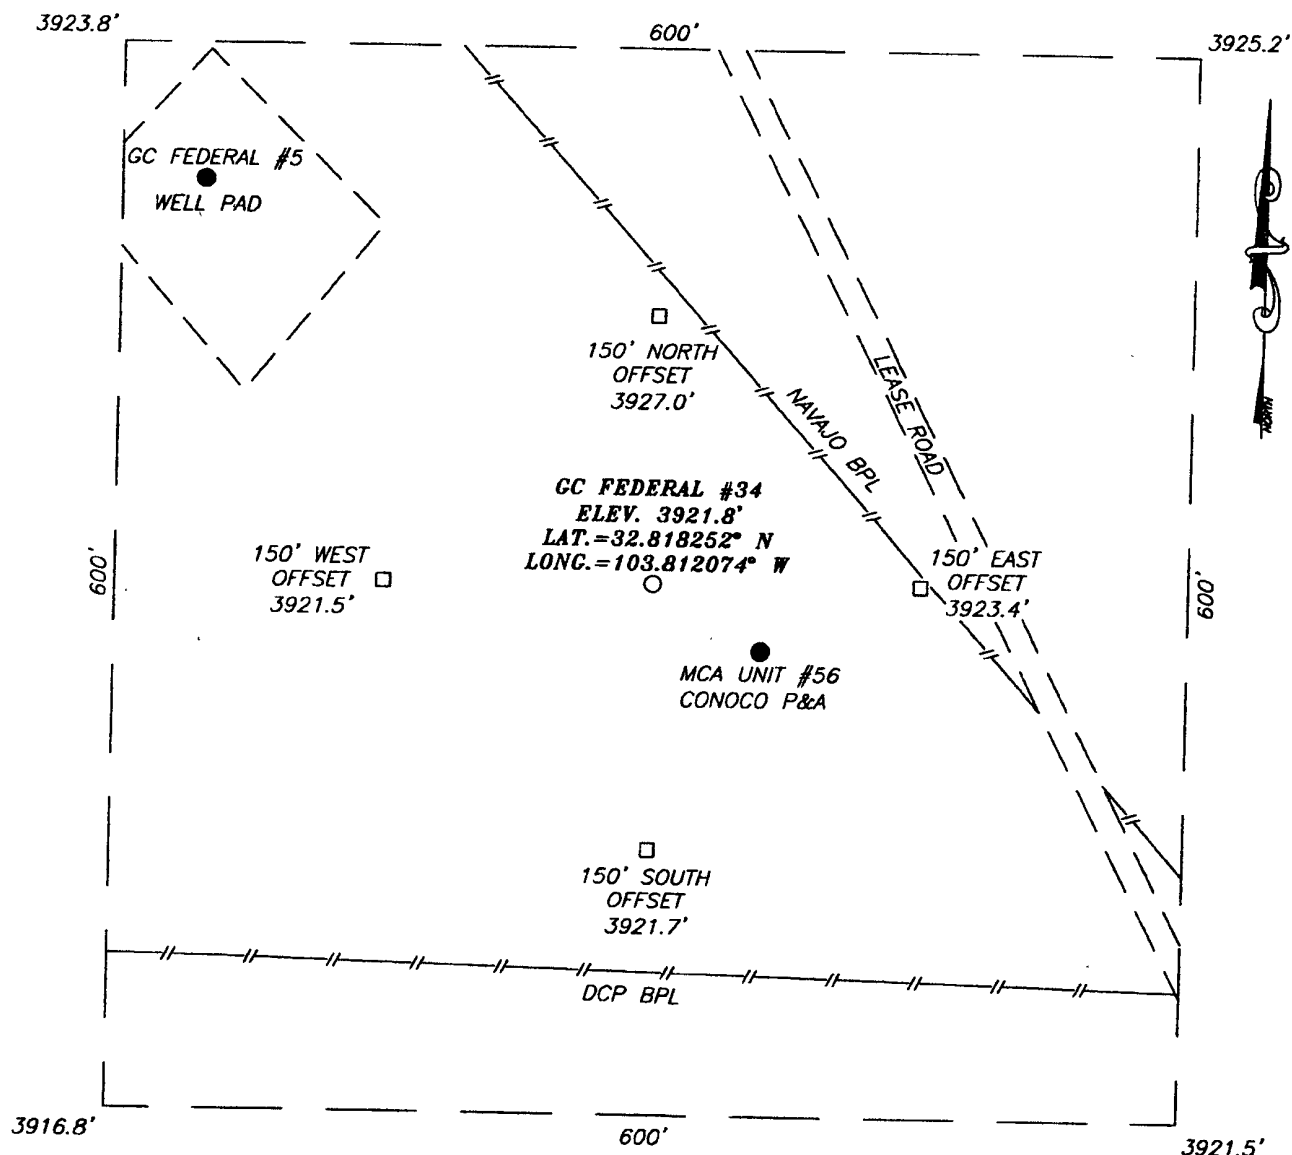 3923.8'
600'
3925.2'
GC FEDERAL #5
WELL PAD
NORTH
150' NORTH
OFFSET
3927.0'
LEASE ROAD
NAVAJO BPL
GC FEDERAL #34
ELEV. 3921.8'
LAT.=32.818252° N
LONG.=103.812074° W
600'
150' WEST
OFFSET
3921.5'
150' EAST
OFFSET
3923.4'
600'
MCA UNIT #56
CONOCO P&A
150' SOUTH
OFFSET
3921.7'
DCP BPL
3916.8'
600'
3921.5'